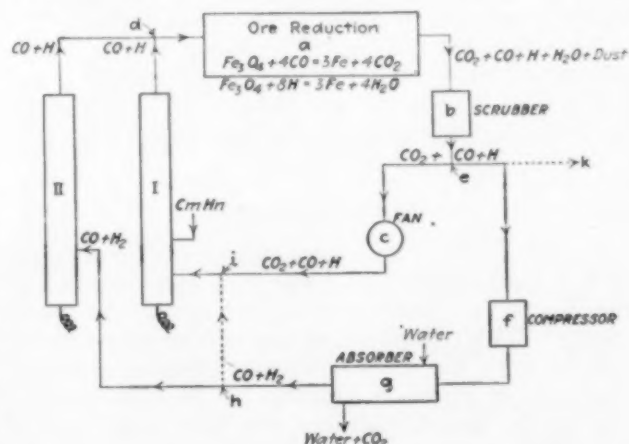 Ore Reduction
a
Fe3O4+4CO=3Fe+4CO2
Fe3O4+8H=3Fe+4H2O
d
CO+H
CO+H
CO2+CO+H+H2O+Dust
b
SCRUBBER
CO2+CO+H
e
k
II
I
CmHn
FAN
c
CO+H2
i
CO2+CO+H
f
COMPRESSOR
Water
ABSORBER
g
CO+H2
h
Water+CO2